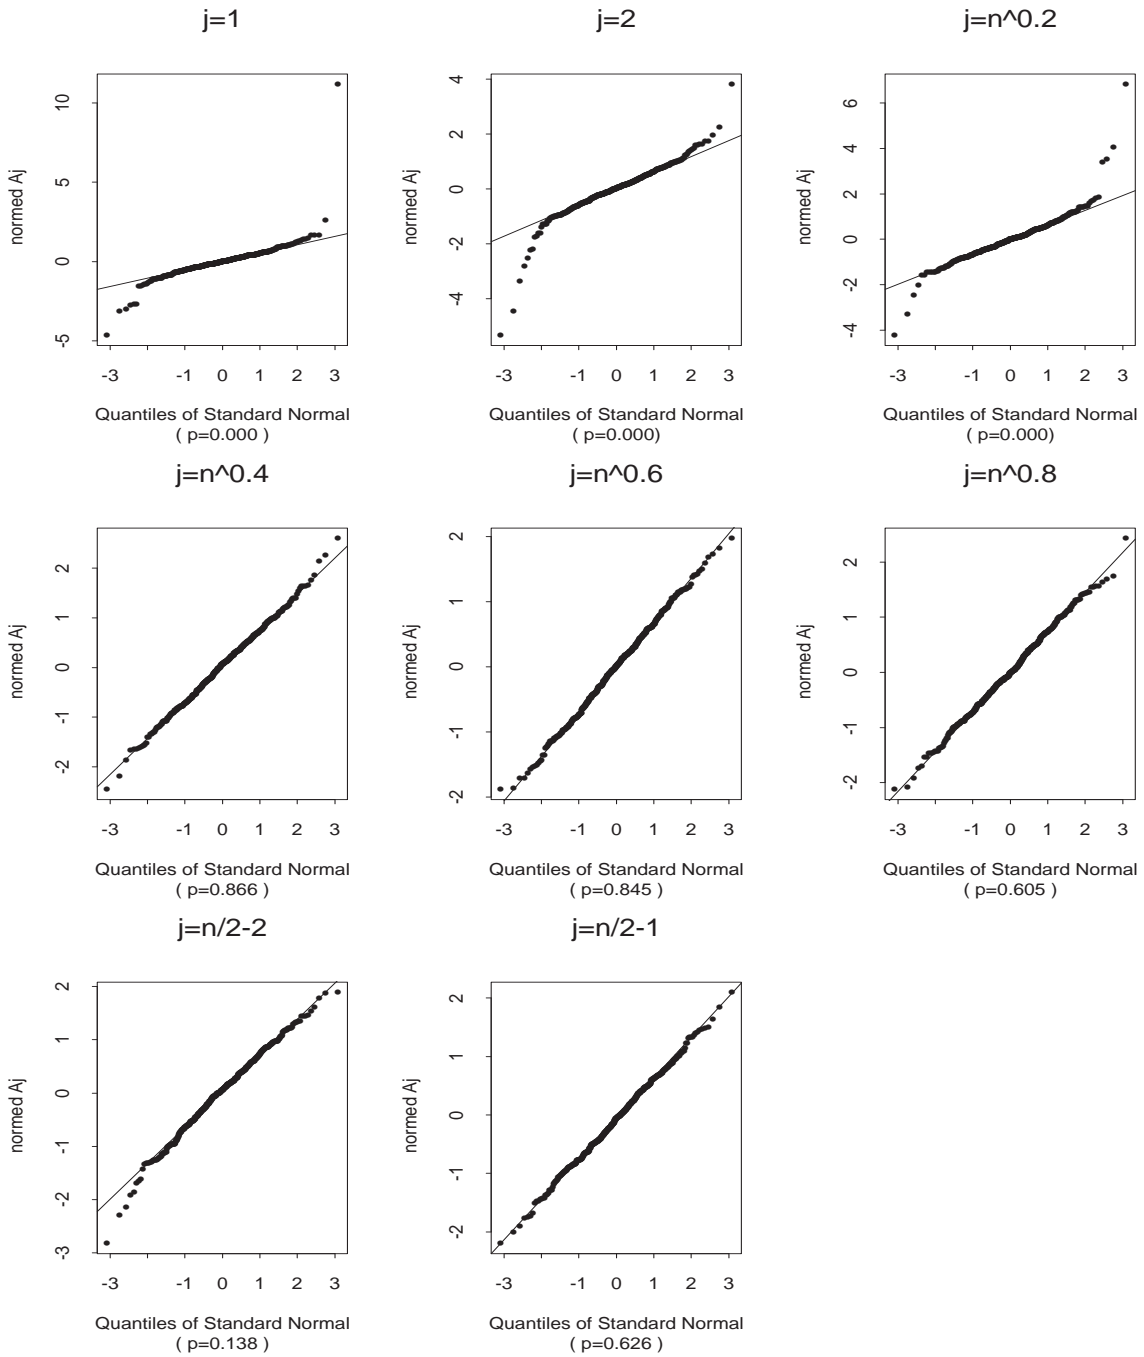 j=1
j=2
j=n^0.2
normed Aj
10
5
0
-5
-3
-1
0
1
2
3
Quantiles of Standard Normal
( p=0.000 )
normed Aj
4
2
0
-2
-4
-3
-1
0
1
2
3
Quantiles of Standard Normal
( p=0.000)
normed Aj
6
4
2
0
-2
-4
-3
-1
0
1
2
3
Quantiles of Standard Normal
( p=0.000)
j=n^0.4
j=n^0.6
j=n^0.8
normed Aj
2
1
0
-1
-2
-3
-1
0
1
2
3
Quantiles of Standard Normal
( p=0.866 )
normed Aj
2
1
0
-1
-2
-3
-1
0
1
2
3
Quantiles of Standard Normal
( p=0.845 )
normed Aj
2
1
0
-1
-2
-3
-1
0
1
2
3
Quantiles of Standard Normal
( p=0.605 )
j=n/2-2
j=n/2-1
normed Aj
2
1
0
-1
-2
-3
-3
-1
0
1
2
3
Quantiles of Standard Normal
( p=0.138 )
normed Aj
2
1
0
-1
-2
-3
-1
0
1
2
3
Quantiles of Standard Normal
( p=0.626 )